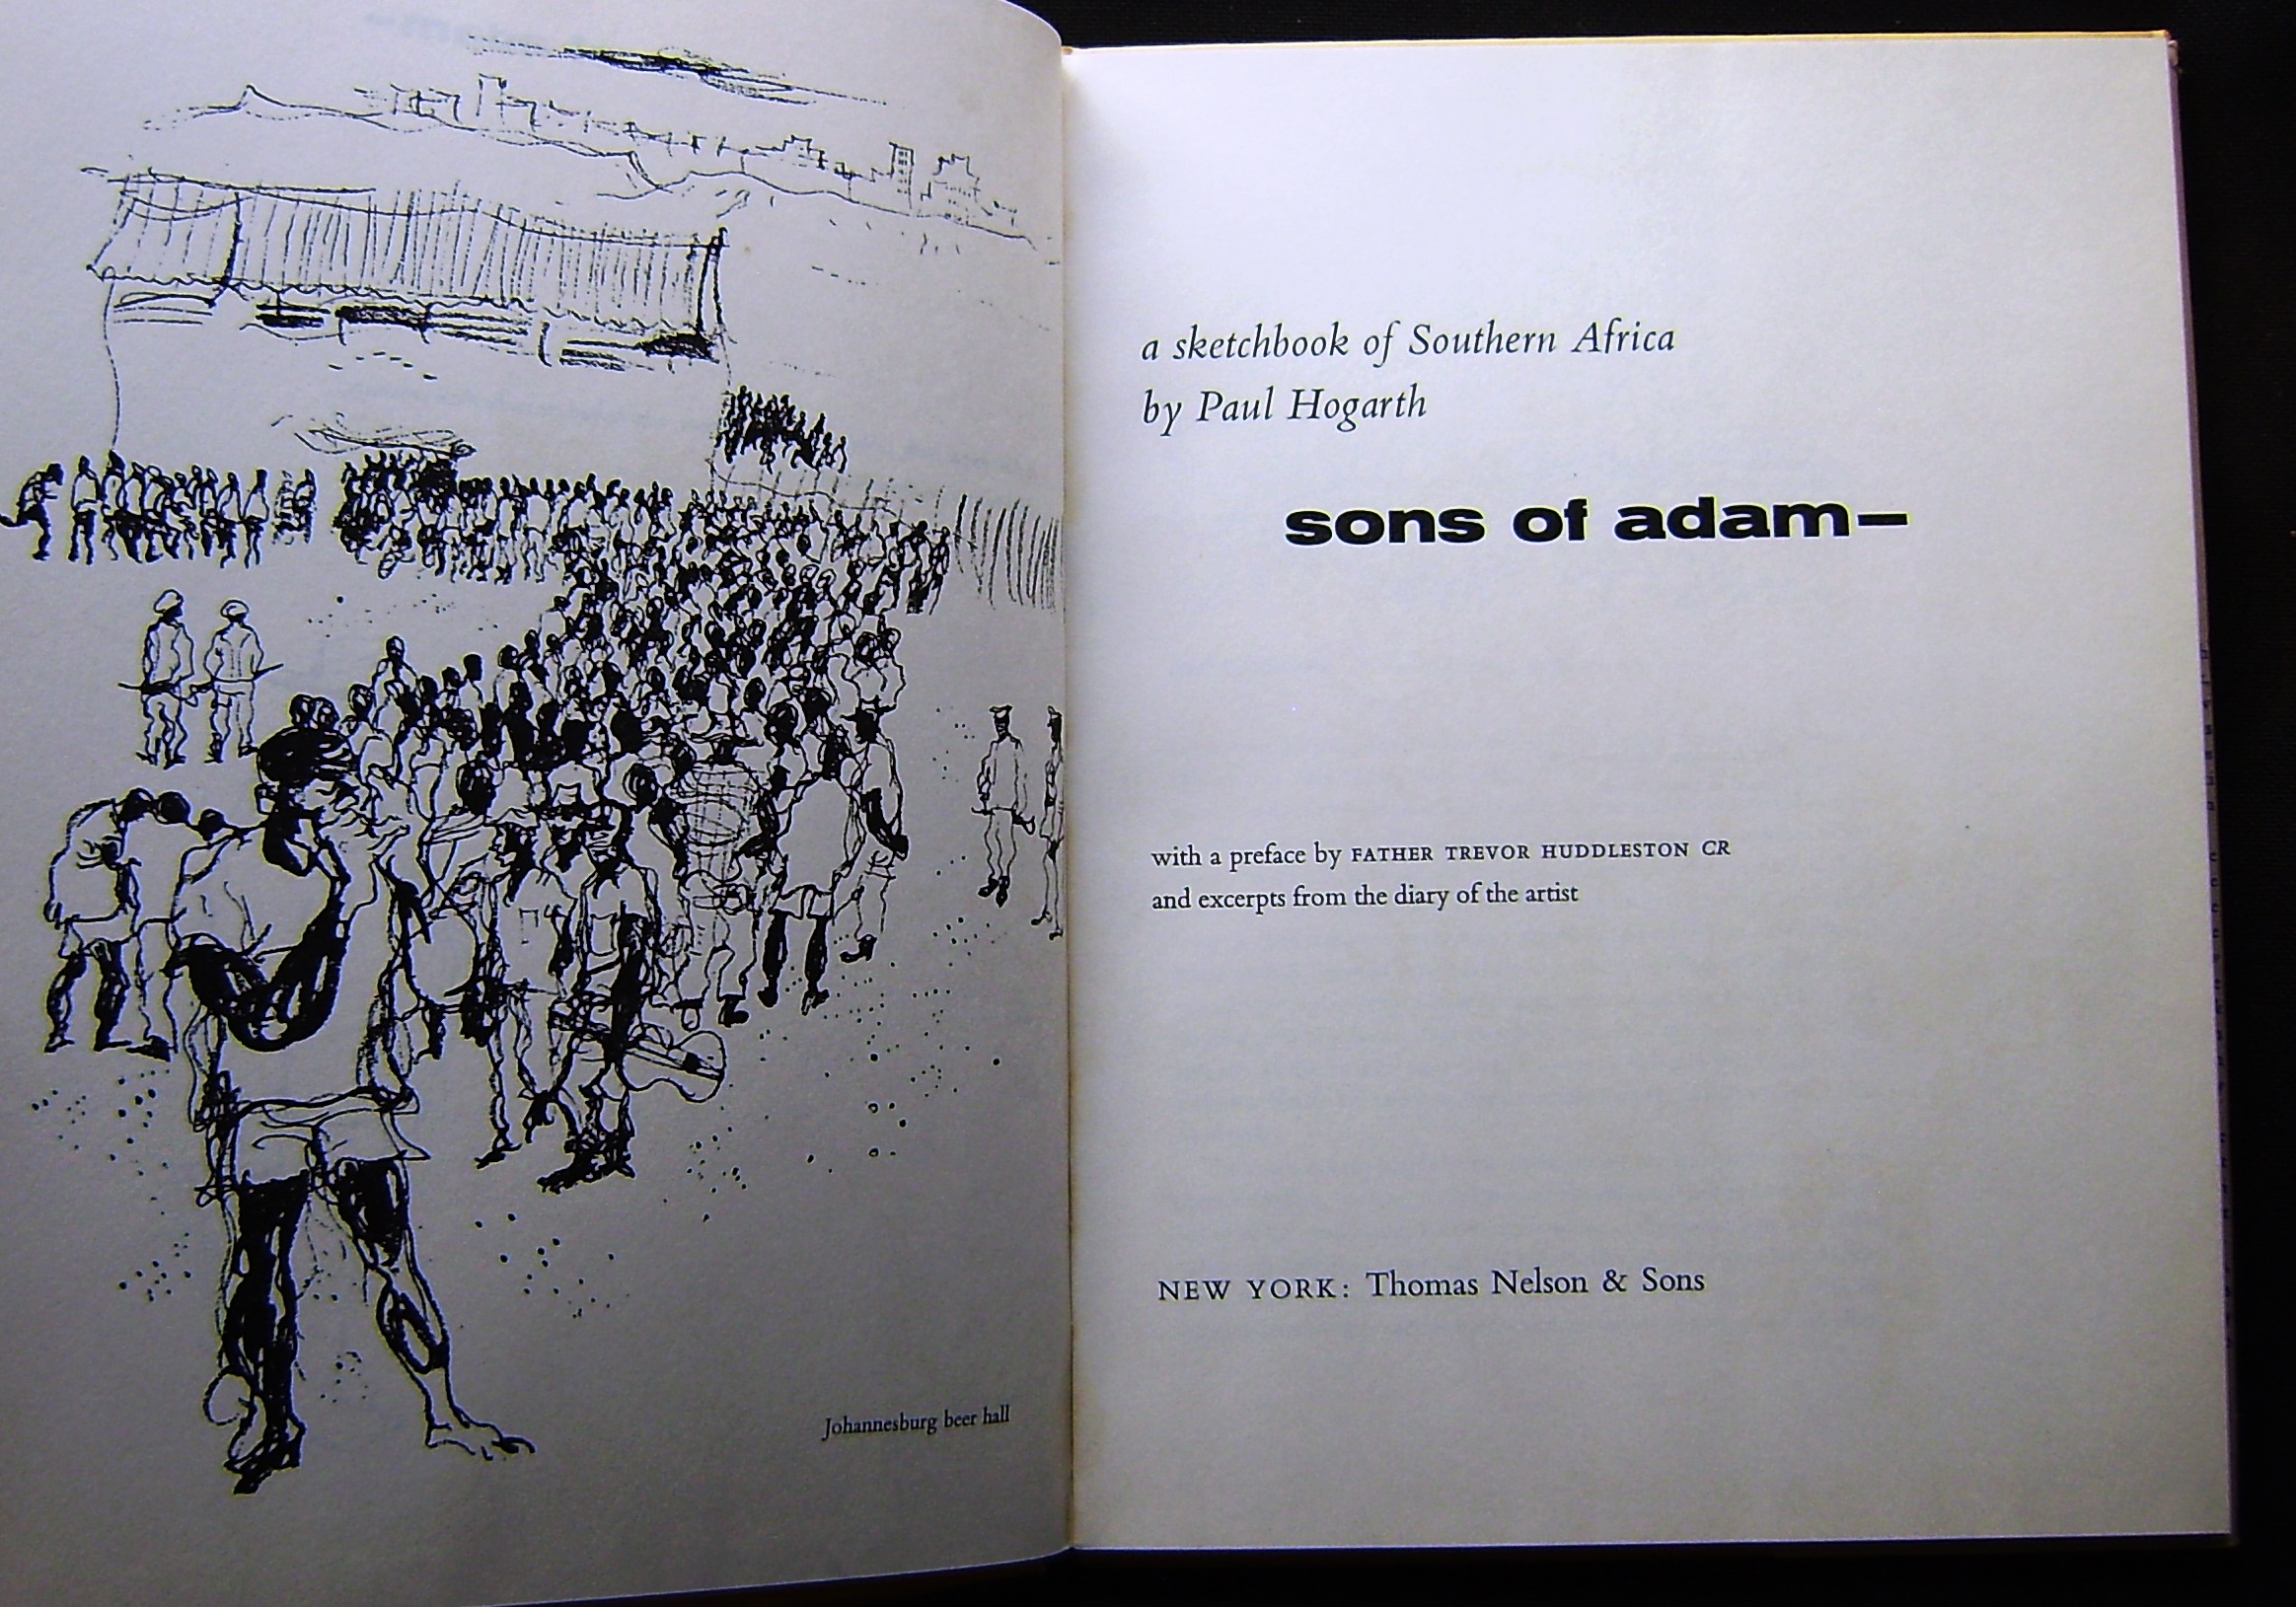 Johannesburg beer hall
a sketchbook of Southern Africa
by Paul Hogarth
sons of adam–
with a preface by FATHER TREVOR HUDDLESTON CR
and excerpts from the diary of the artist
NEW YORK: Thomas Nelson & Sons